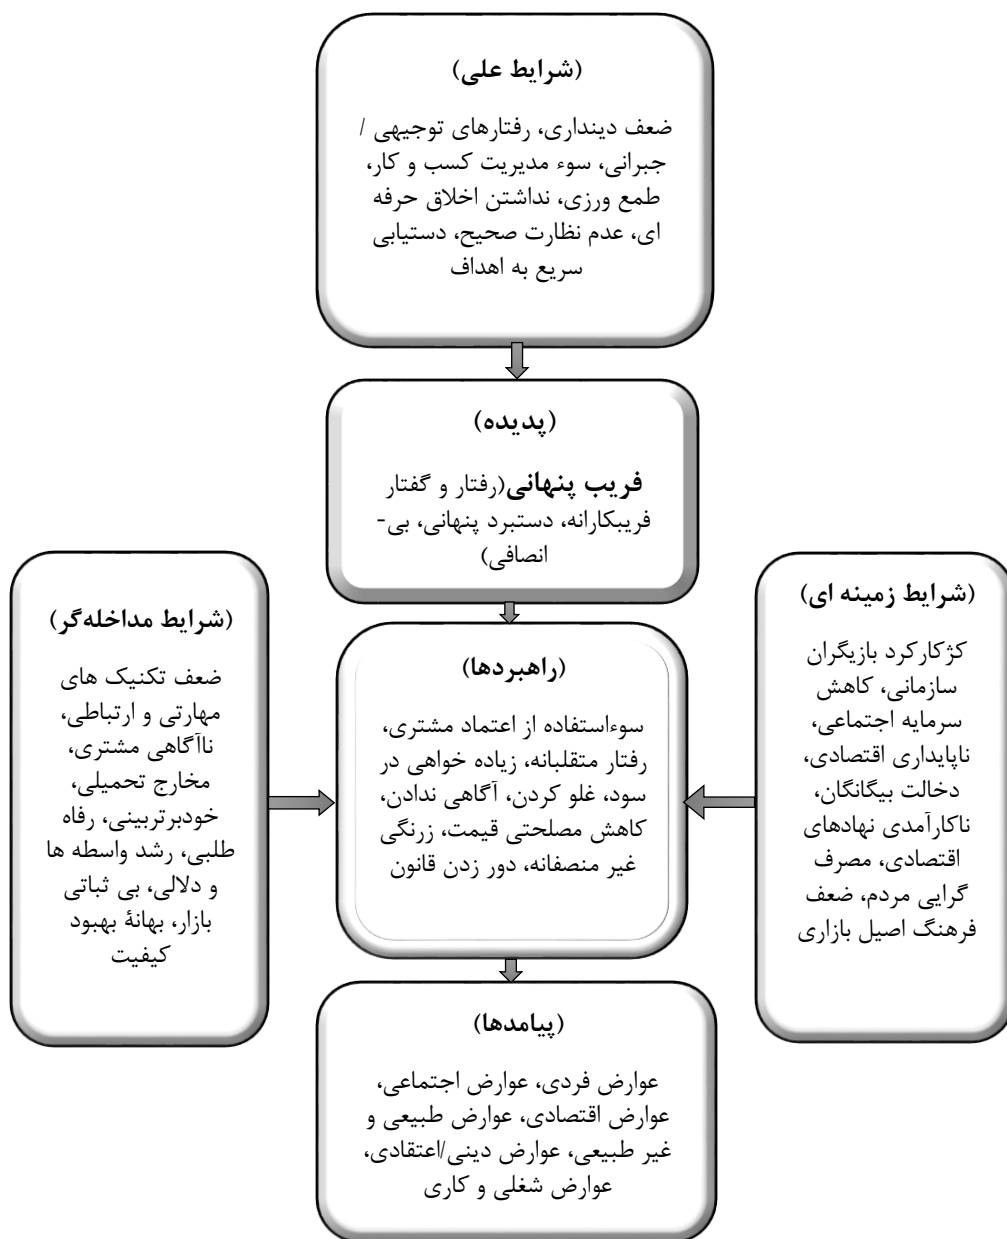 (شرایط علی)
ضعف دینداری، رفتارهای توجیهی /
جبرانی، سوء مدیریت کسب و کار،
طمع ورزی، نداشتن اخلاق حرفه
ای، عدم نظارت صحیح، دستیابی
سریع به اهداف
(پدیده)
فریب پنهانی(رفتار و گفتار
فریبکارانه، دستبرد پنهانی، بی-
انصافی)
(شرایط زمینه ای)
کژکارکرد بازیگران
سازمانی، کاهش
سرمایه اجتماعی،
ناپایداری اقتصادی،
دخالت بیگانگان،
ناکارآمدی نهادهای
اقتصادی، مصرف
گرایی مردم، ضعف
فرهنگ اصیل بازاری
(راهبردها)
سوءاستفاده از اعتماد مشتری،
رفتار متقلبانه، زیاده خواهی در
سود، غلو کردن، آگاهی ندادن،
کاهش مصلحتی قیمت، زرنگی
غیر منصفانه، دور زدن قانون
(شرایط مداخله‌گر)
ضعف تکنیک های
مهارتی و ارتباطی،
ناآگاهی مشتری،
مخارج تحمیلی،
خودبرتربینی، رفاه
طلبی، رشد واسطه ها
و دلالی، بی ثباتی
بازار، بهانۀ بهبود
کیفیت
(پیامدها)
عوارض فردی، عوارض اجتماعی،
عوارض اقتصادی، عوارض طبیعی و
غیر طبیعی، عوارض دینی/اعتقادی،
عوارض شغلی و کاری